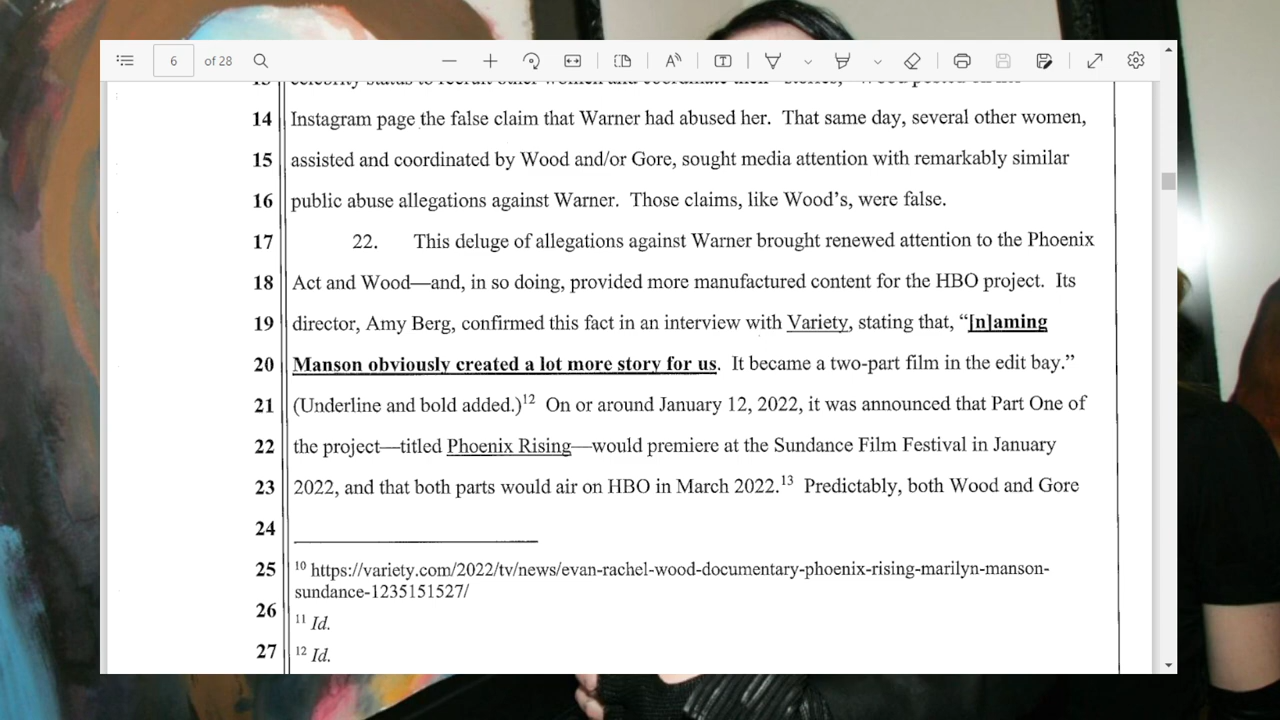 6 of 28
14 Instagram page the false claim that Warner had abused her. That same day, several other women,
15 assisted and coordinated by Wood and/or Gore, sought media attention with remarkably similar
16 public abuse allegations against Warner. Those claims, like Wood's, were false.
17 22. This deluge of allegations against Warner brought renewed attention to the Phoenix
18 Act and Wood—and, in so doing, provided more manufactured content for the HBO project. Its
19 director, Amy Berg, confirmed this fact in an interview with Variety, stating that, "[n]aming
20 Manson obviously created a lot more story for us. It became a two-part film in the edit bay."
21 (Underline and bold added.)12 On or around January 12, 2022, it was announced that Part One of
22 the project—titled Phoenix Rising—would premiere at the Sundance Film Festival in January
23 2022, and that both parts would air on HBO in March 2022.13 Predictably, both Wood and Gore
24
25 10 https://variety.com/2022/tv/news/evan-rachel-wood-documentary-phoenix-rising-marilyn-manson-
sundance-1235151527/
26
11 Id.
27 12 Id.